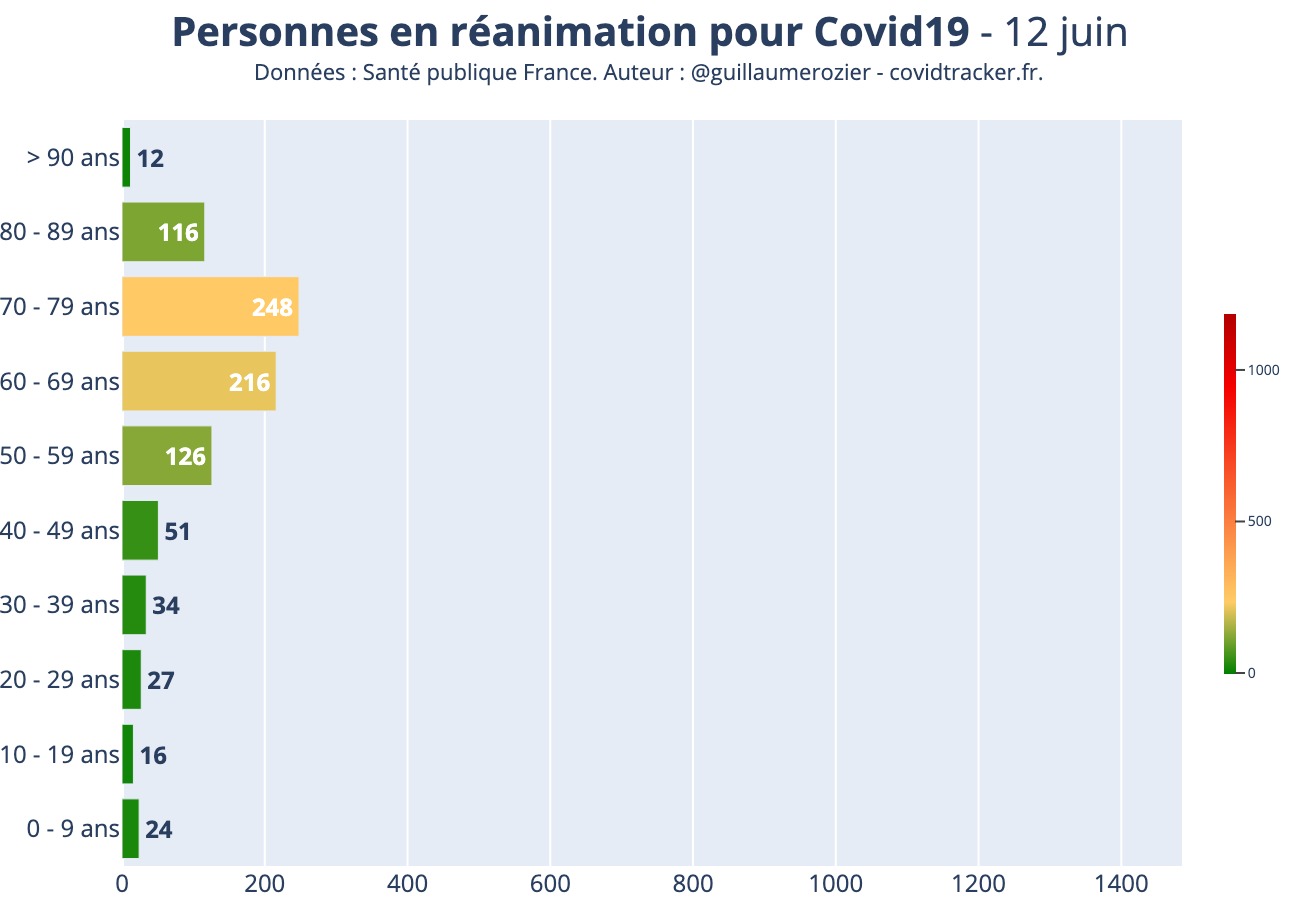 Personnes en réanimation pour Covid19 - 12 juin
Données : Santé publique France. Auteur : @guillaumerozier - covidtracker.fr.
> 90 ans 12
80 - 89 ans 116
70 - 79 ans 248
60 - 69 ans 216
50 - 59 ans 126
40 - 49 ans 51
30 - 39 ans 34
20 - 29 ans 27
10 - 19 ans 16
0 - 9 ans 24
0 200 400 600 800 1000 1200 1400
1000
500
0